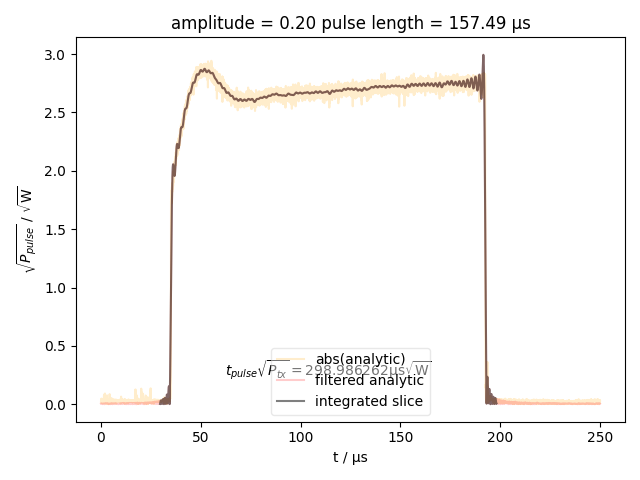 amplitude = 0.20 pulse length = 157.49 μs
√P_pulse / √W
3.0
2.5
2.0
1.5
1.0
0.5
0.0
abs(analytic)
t_pulse√P_tx = 298.986262μs√W
filtered analytic
integrated slice
0 50 100 150 200 250
t / μs